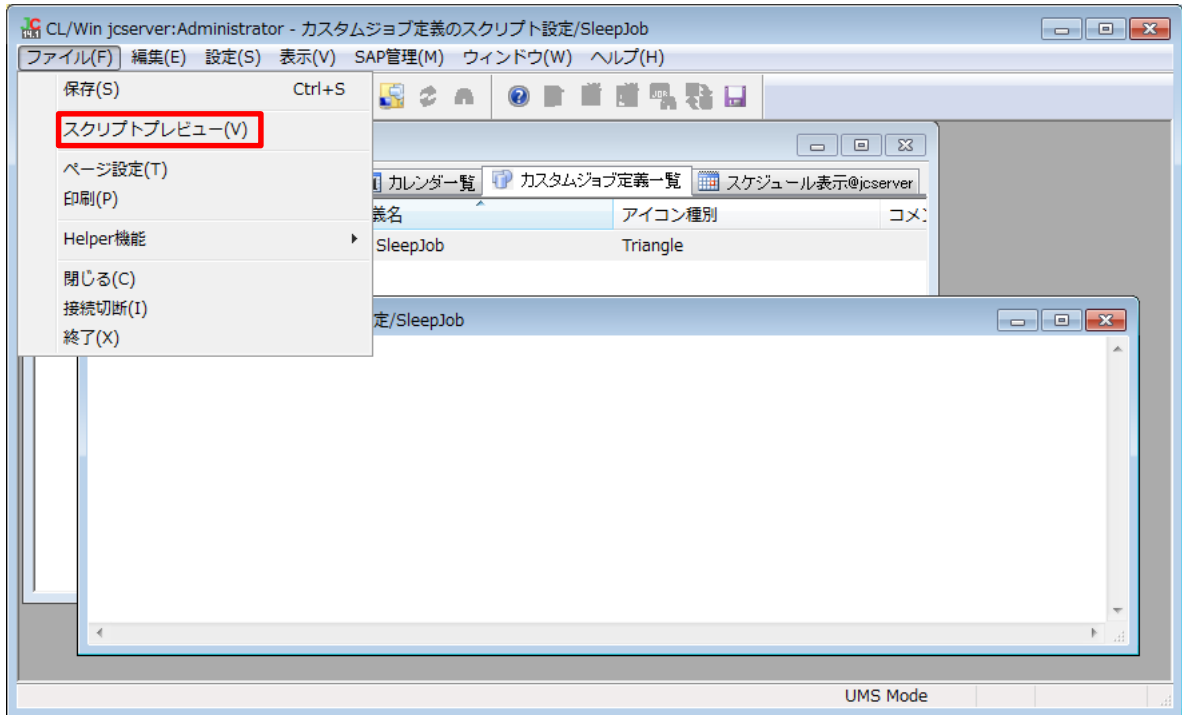 CL/Win jcserver:Administrator - カスタムジョブ定義のスクリプト設定/SleepJob
ファイル(F) 編集(E) 設定(S) 表示(V) SAP管理(M) ウィンドウ(W) ヘルプ(H)
保存(S) Ctrl+S
スクリプトプレビュー(V)
ページ設定(T)
印刷(P)
Helper機能
閉じる(C)
接続切断(I)
終了(X)
カレンダー一覧 カスタムジョブ定義一覧 スケジュール表示@jcserver
義名 アイコン種別 コメ
SleepJob Triangle
定/SleepJob
UMS Mode